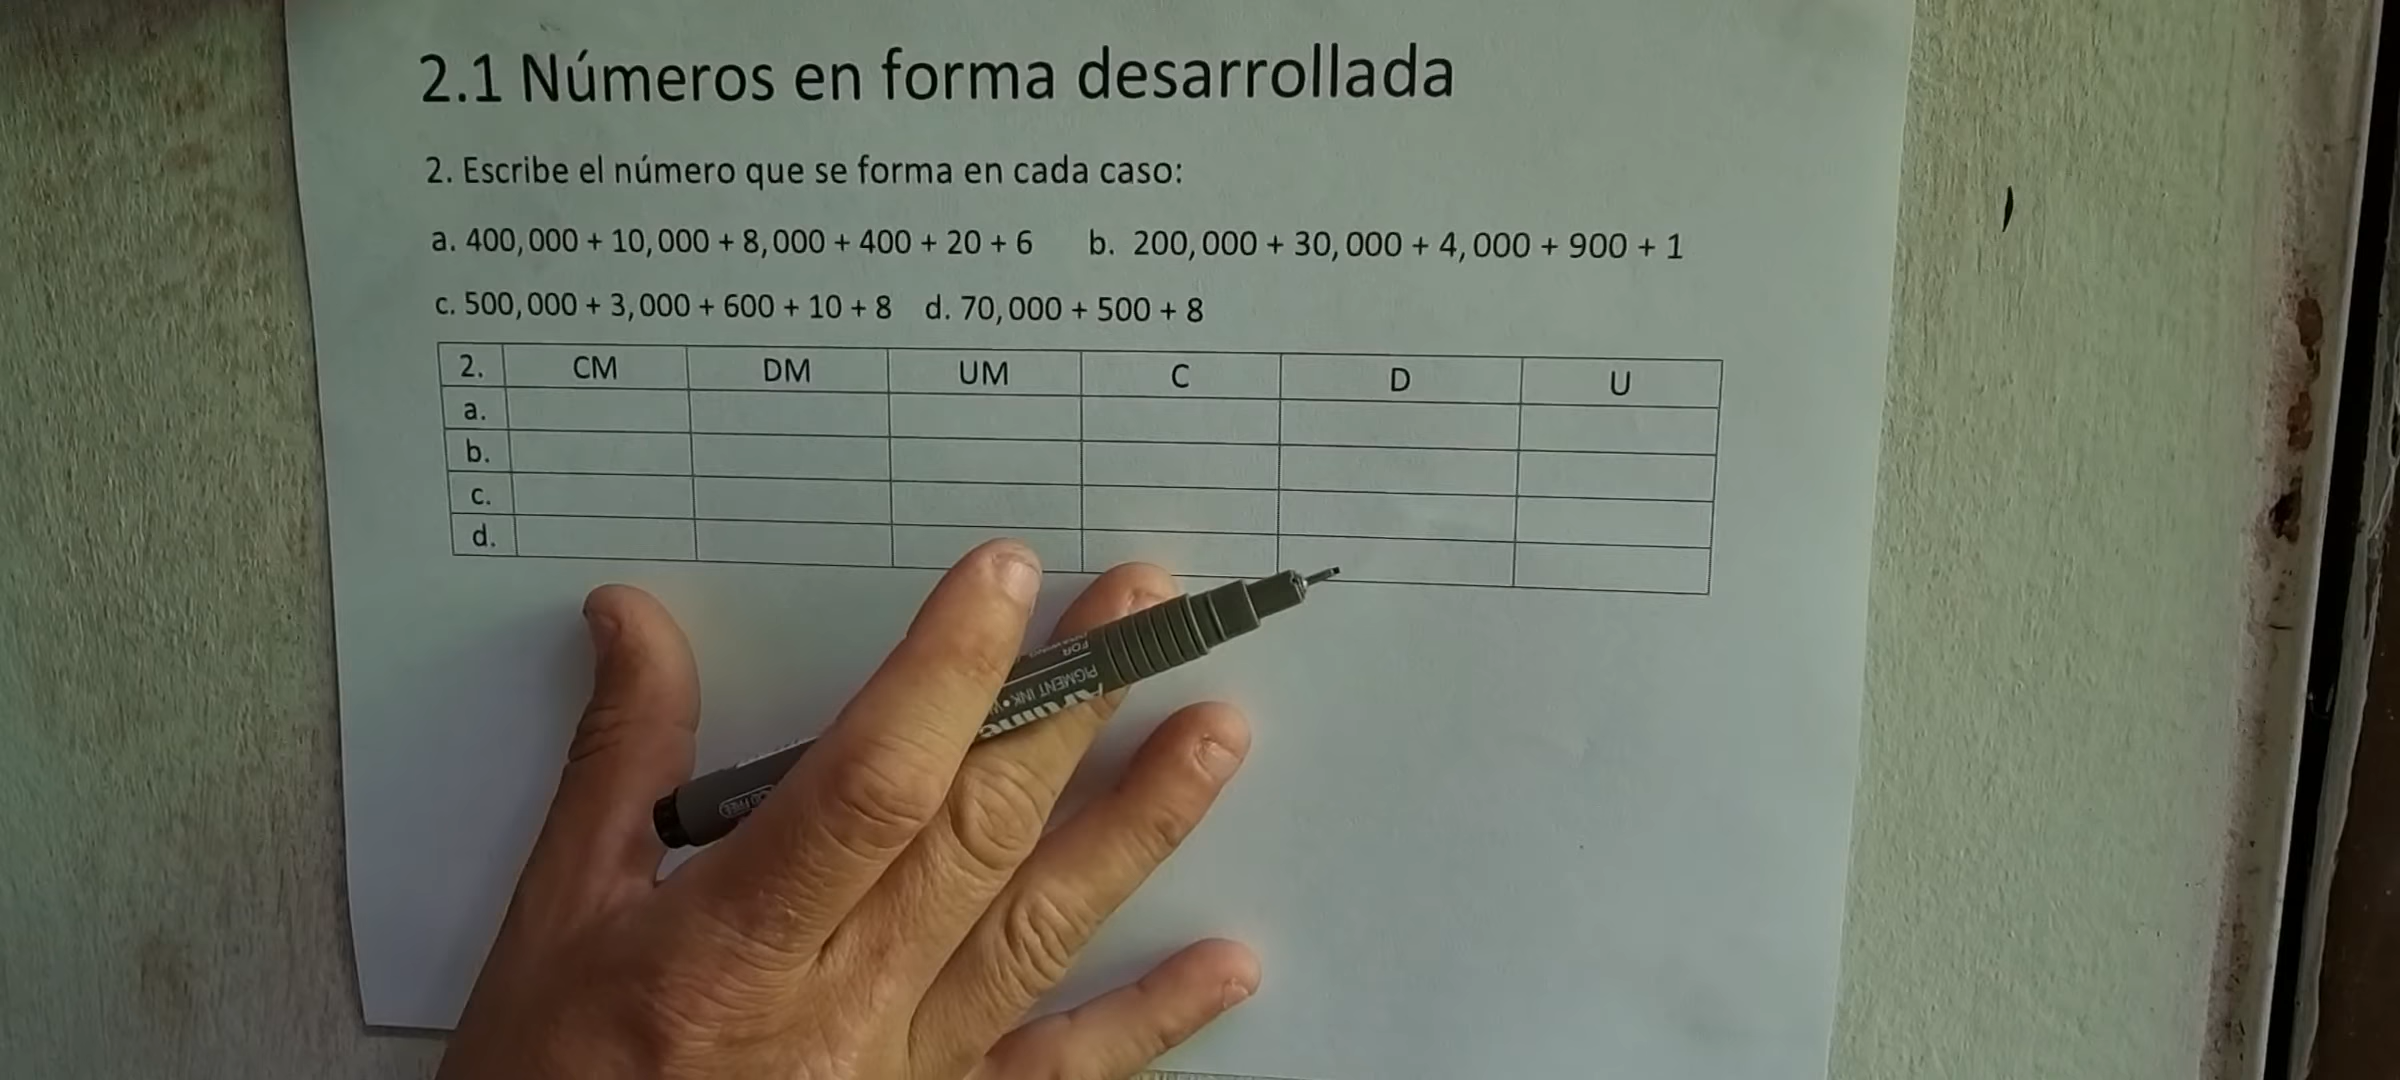 2.1 Números en forma desarrollada
2. Escribe el número que se forma en cada caso:
a. 400,000 + 10,000 + 8,000 + 400 + 20 + 6 b. 200,000 + 30,000 + 4,000 + 900 + 1
c. 500,000 + 3,000 + 600 + 10 + 8 d. 70,000 + 500 + 8
2. CM DM UM C D U
a.
b.
c.
d.
FOR
PIGMENT INK